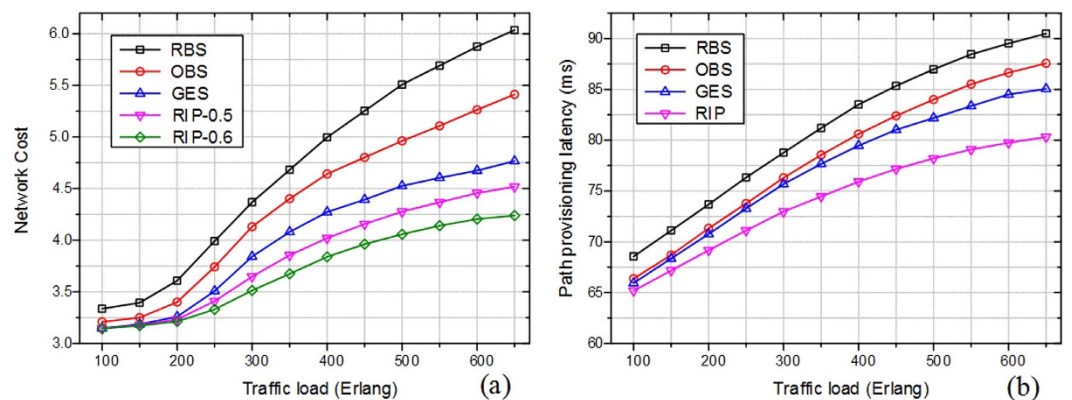 6.0
5.5
5.0
4.5
4.0
3.5
3.0
Network Cost
RBS
OBS
GES
RIP-0.5
RIP-0.6
100 200 300 400 500 600
Traffic load (Erlang)
(a)
90
85
80
75
70
65
60
Path provisioning latency (ms)
RBS
OBS
GES
RIP
100 200 300 400 500 600
Traffic load (Erlang)
(b)